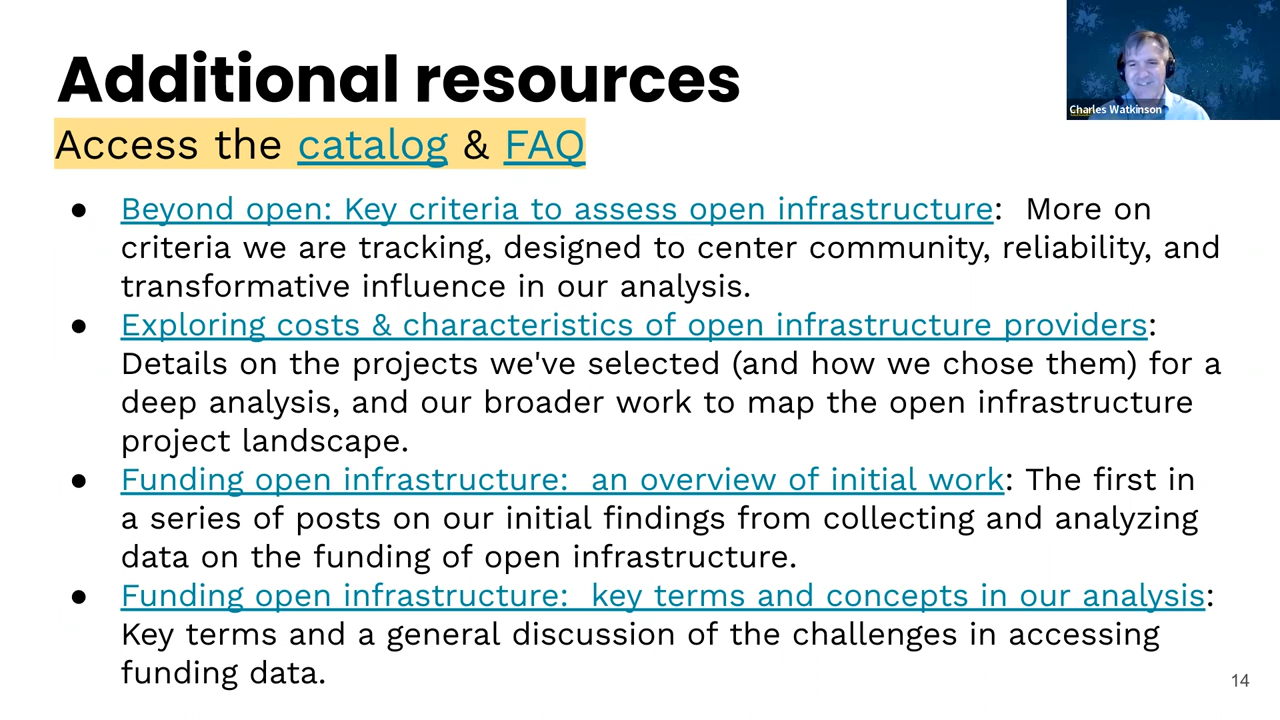 Additional resources
Charles Watkinson
Access the catalog & FAQ
● Beyond open: Key criteria to assess open infrastructure: More on
criteria we are tracking, designed to center community, reliability, and
transformative influence in our analysis.
● Exploring costs & characteristics of open infrastructure providers:
Details on the projects we've selected (and how we chose them) for a
deep analysis, and our broader work to map the open infrastructure
project landscape.
● Funding open infrastructure: an overview of initial work: The first in
a series of posts on our initial findings from collecting and analyzing
data on the funding of open infrastructure.
● Funding open infrastructure: key terms and concepts in our analysis:
Key terms and a general discussion of the challenges in accessing
funding data.
14